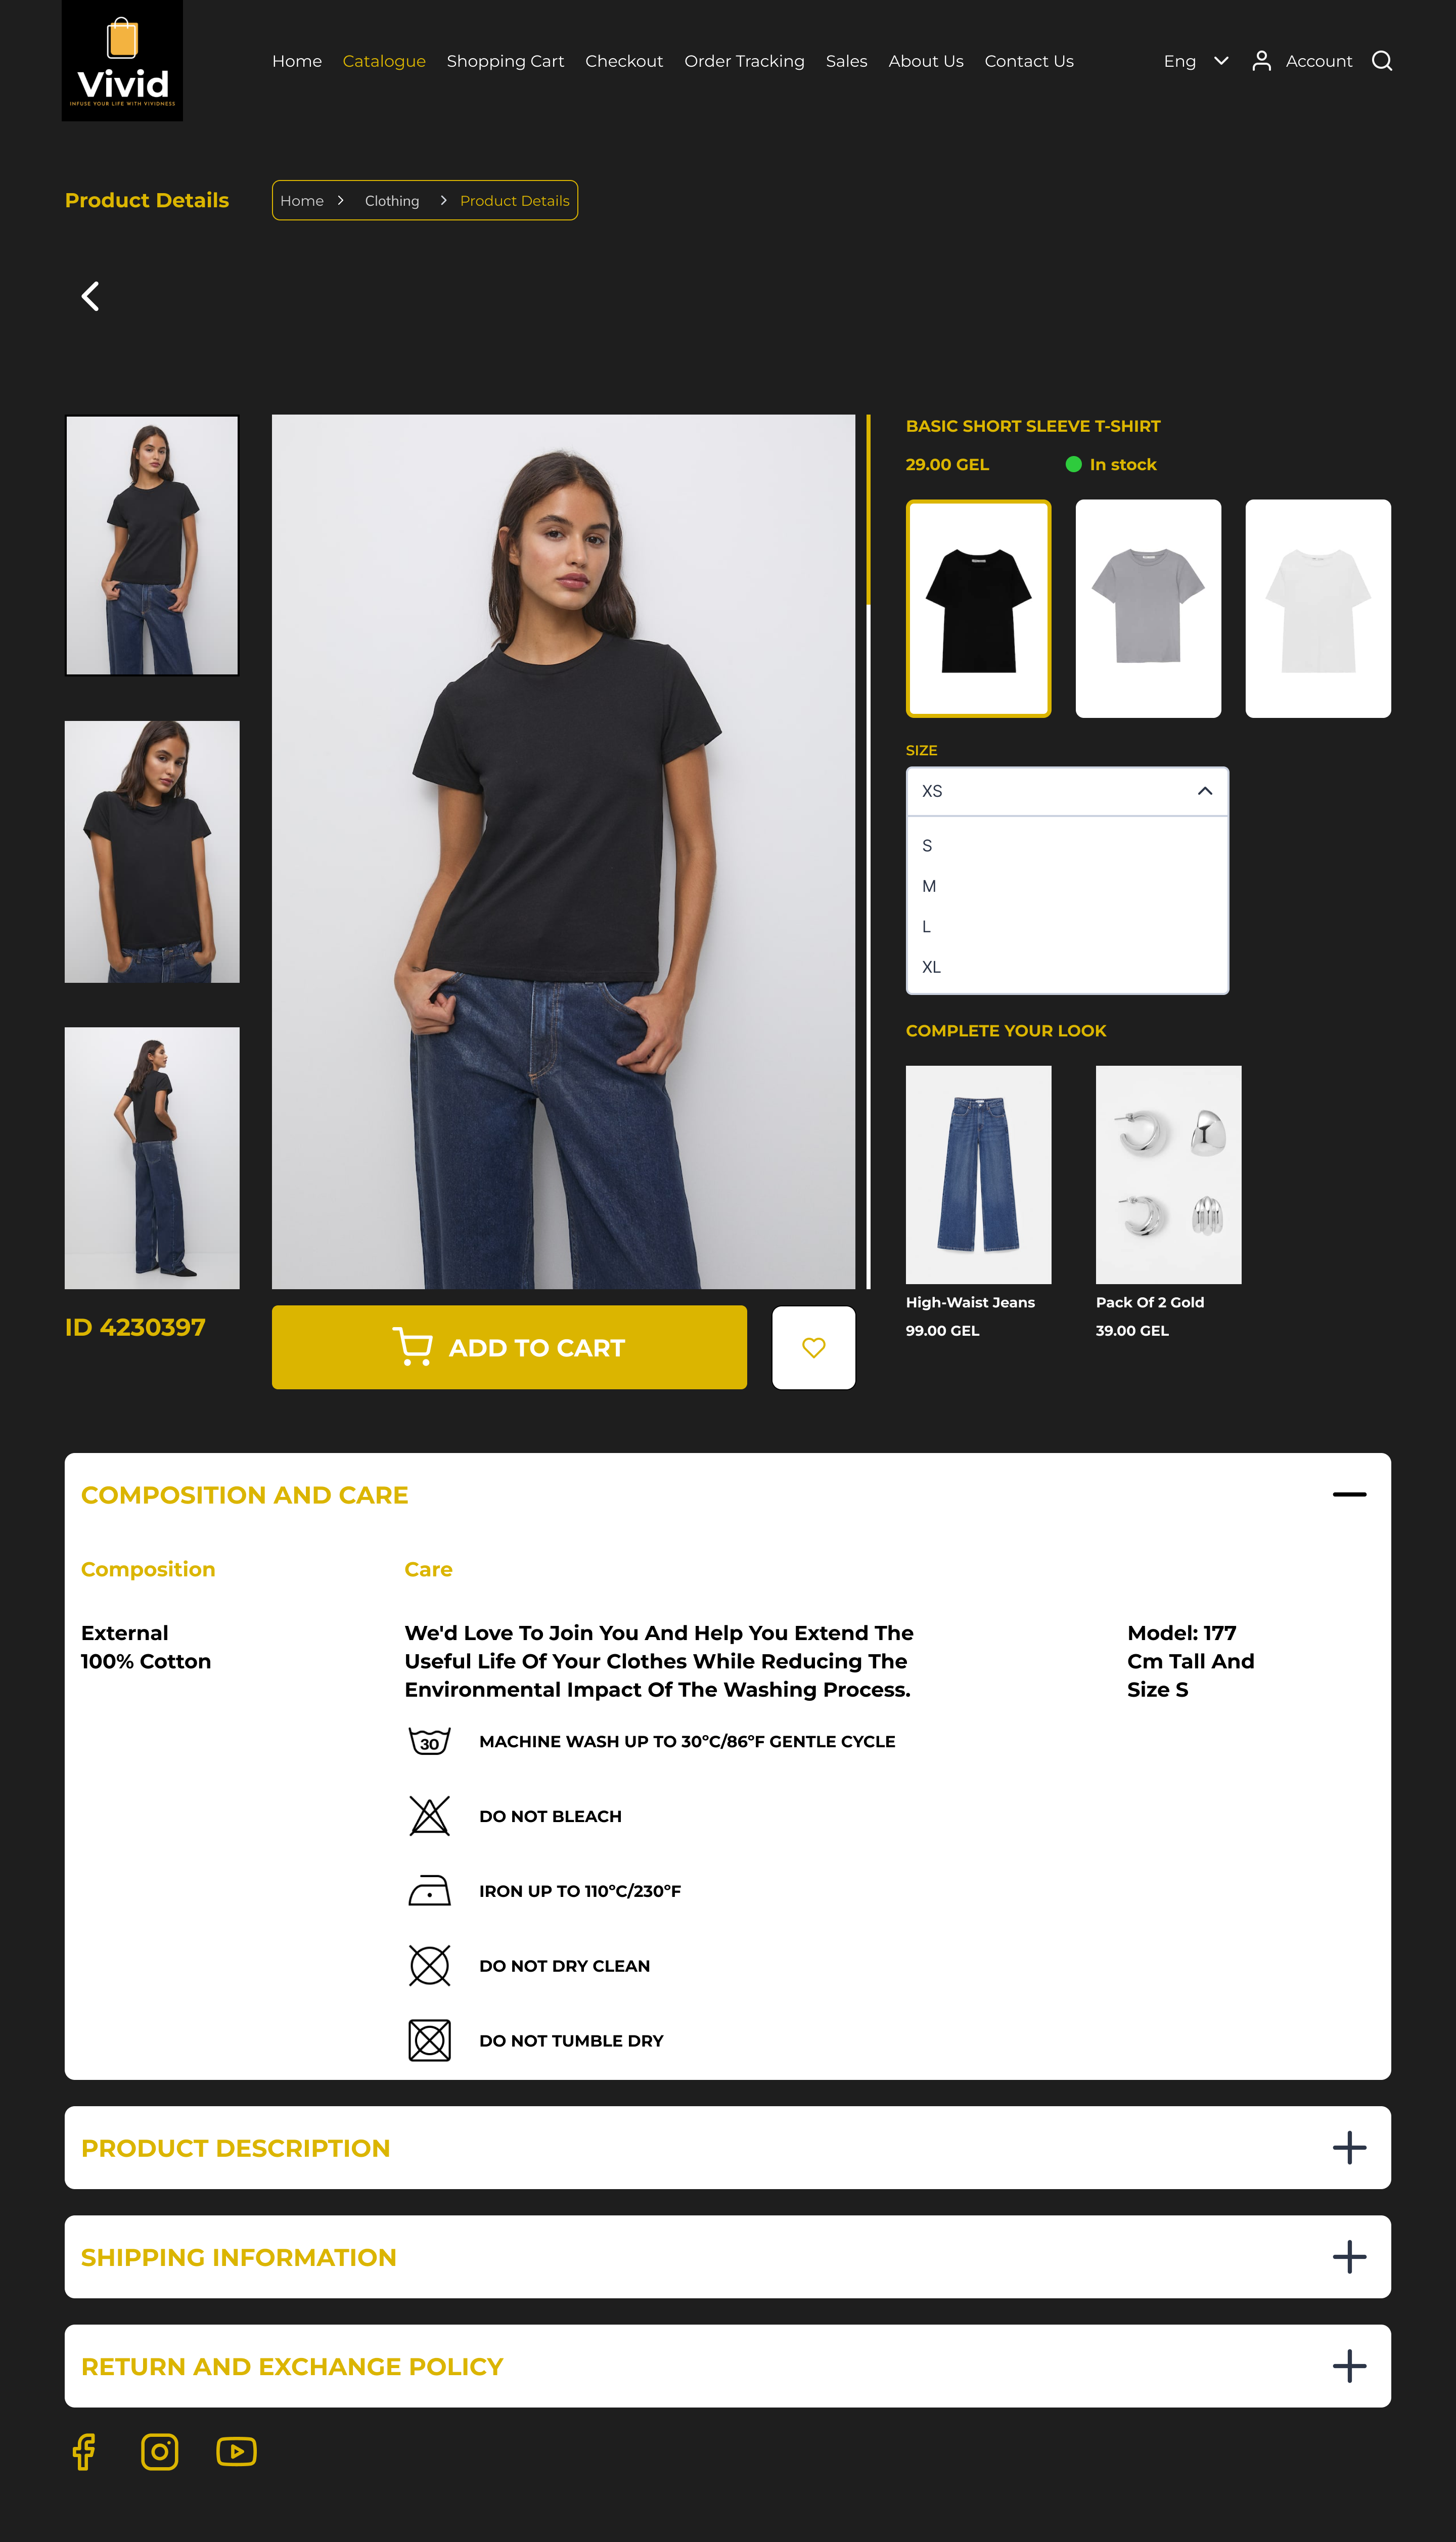 Vivid
INFUSE YOUR LIFE WITH VIVIDNESS
Home Catalogue Shopping Cart Checkout Order Tracking Sales About Us Contact Us Eng Account
Product Details
Home Clothing Product Details
BASIC SHORT SLEEVE T-SHIRT
29.00 GEL In stock
SIZE
XS
S
M
L
XL
COMPLETE YOUR LOOK
High-Waist Jeans
99.00 GEL
Pack Of 2 Gold
39.00 GEL
ID 4230397
ADD TO CART
COMPOSITION AND CARE
Composition
External
100% Cotton
Care
We'd Love To Join You And Help You Extend The
Useful Life Of Your Clothes While Reducing The
Environmental Impact Of The Washing Process.
30 MACHINE WASH UP TO 30ºC/86ºF GENTLE CYCLE
DO NOT BLEACH
IRON UP TO 110ºC/230ºF
DO NOT DRY CLEAN
DO NOT TUMBLE DRY
Model: 177
Cm Tall And
Size S
PRODUCT DESCRIPTION
SHIPPING INFORMATION
RETURN AND EXCHANGE POLICY